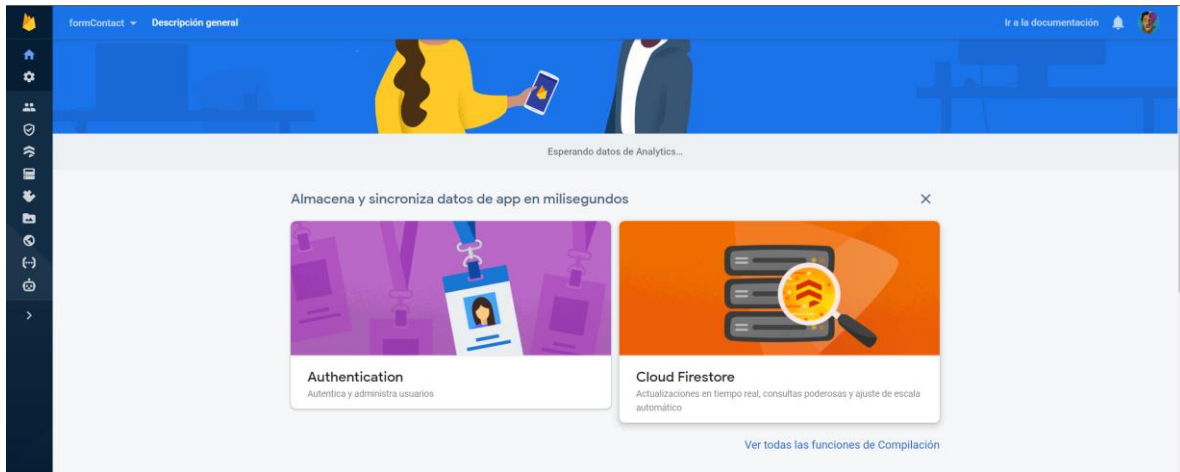 formContact Descripción general Ir a la documentación
Esperando datos de Analytics...
Almacena y sincroniza datos de app en milisegundos
Authentication
Autentica y administra usuarios
Cloud Firestore
Actualizaciones en tiempo real, consultas poderosas y ajuste de escala
automático
Ver todas las funciones de Compilación